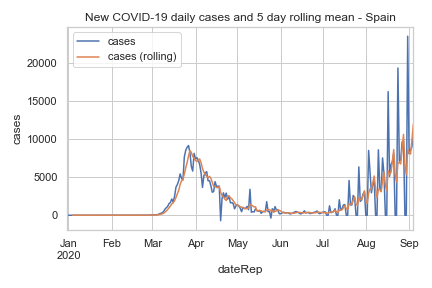 New COVID-19 daily cases and 5 day rolling mean - Spain
cases
cases (rolling)
20000
15000
10000
5000
0
cases
Jan Feb Mar Apr May Jun Jul Aug Sep
2020
dateRep